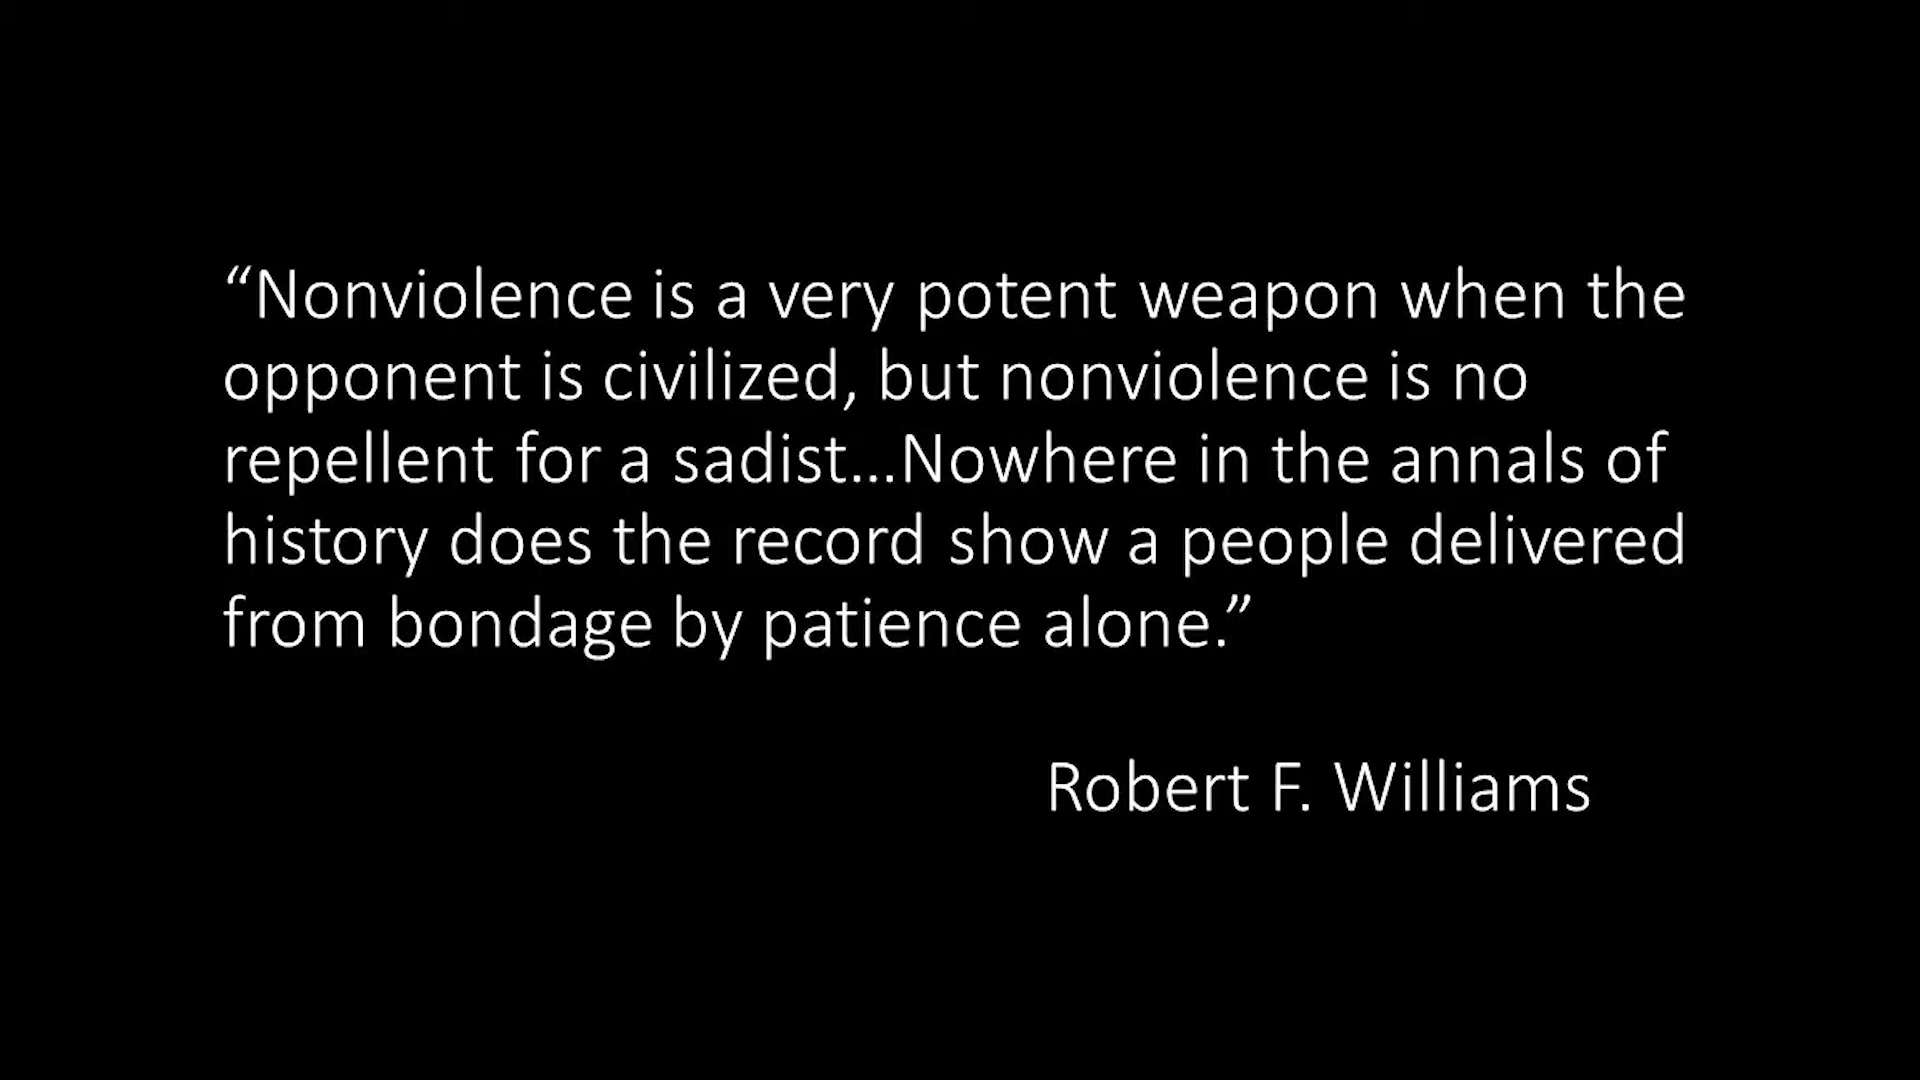 “Nonviolence is a very potent weapon when the
opponent is civilized, but nonviolence is no
repellent for a sadist...Nowhere in the annals of
history does the record show a people delivered
from bondage by patience alone.”
Robert F. Williams